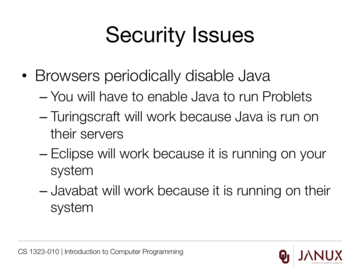 Security Issues
• Browsers periodically disable Java
– You will have to enable Java to run Problets
– Turingscraft will work because Java is run on
their servers
– Eclipse will work because it is running on your
system
– Javabat will work because it is running on their
system
CS 1323-010 | Introduction to Computer Programming
JANUX